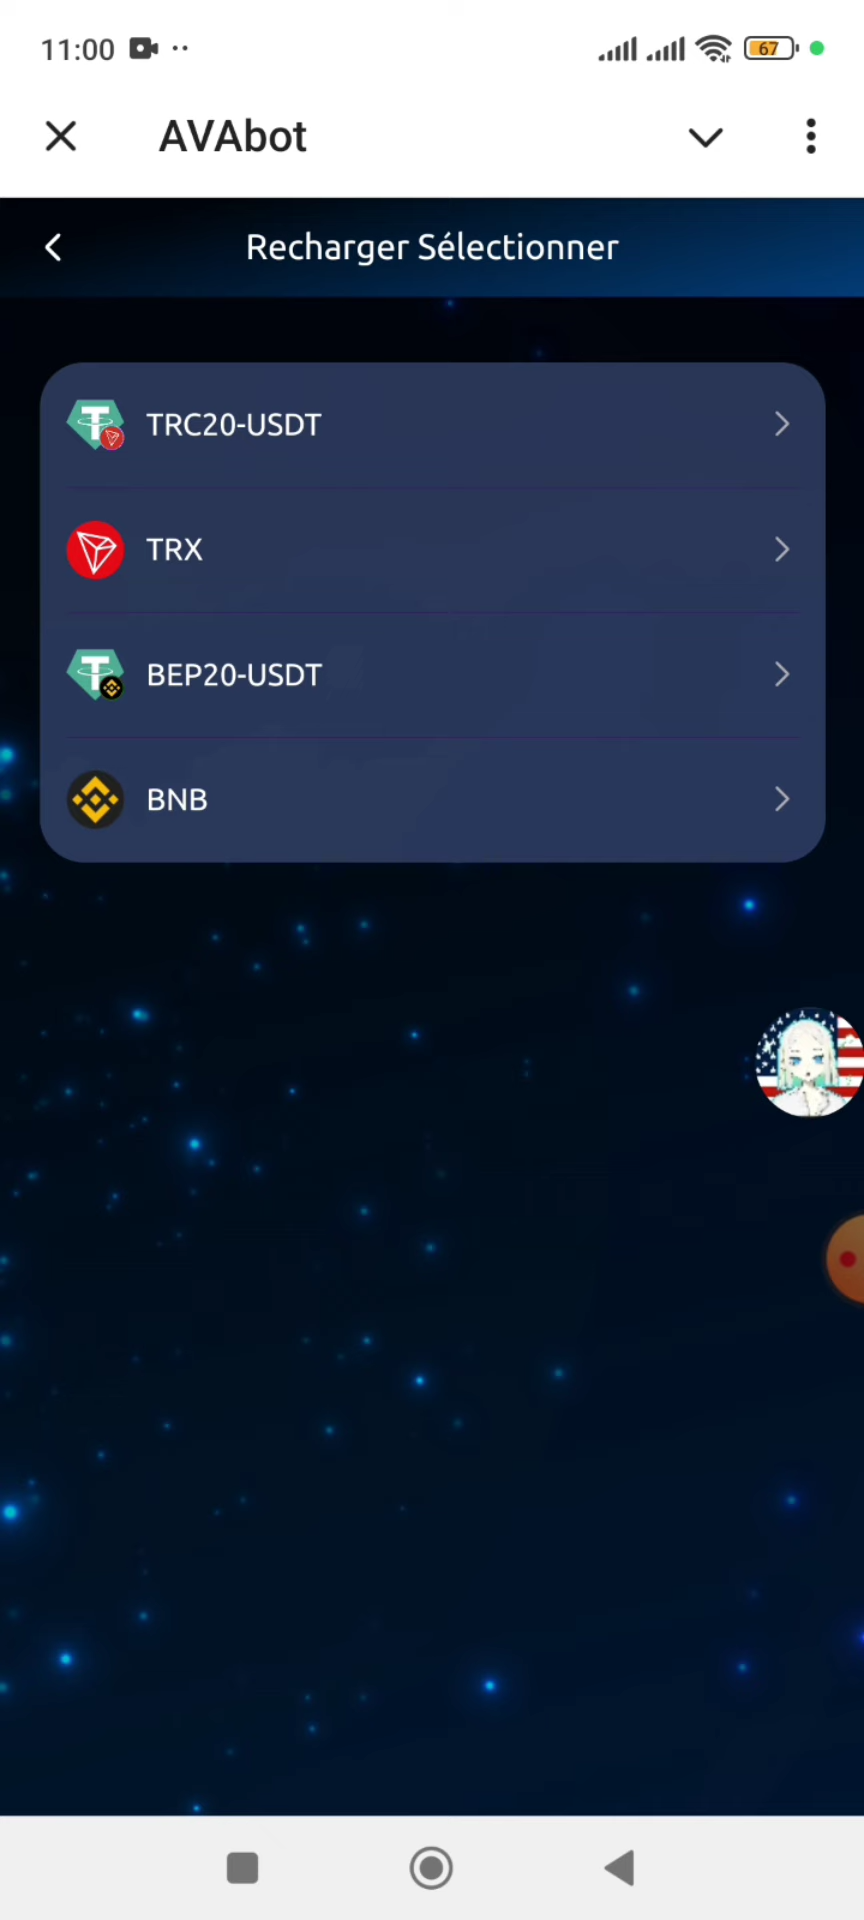 11:00
67
AVAbot
Recharger Sélectionner
TRC20-USDT
TRX
BEP20-USDT
BNB